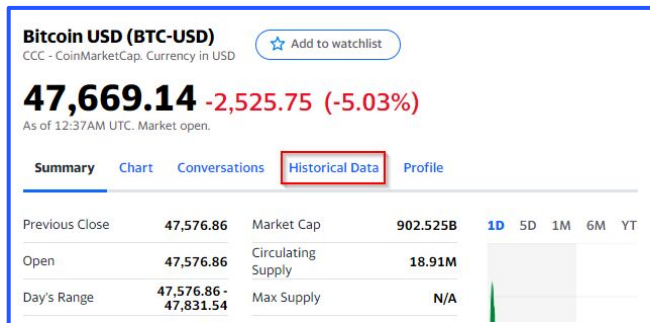 Bitcoin USD (BTC-USD)
Add to watchlist
CCC - CoinMarketCap. Currency in USD
47,669.14 -2,525.75 (-5.03%)
As of 12:37AM UTC. Market open.
Summary Chart Conversations Historical Data Profile
Previous Close 47,576.86 Market Cap 902.525B 1D 5D 1M 6M YT
Open 47,576.86 Circulating
Supply 18.91M
Day's Range 47,576.86 -
47,831.54 Max Supply N/A